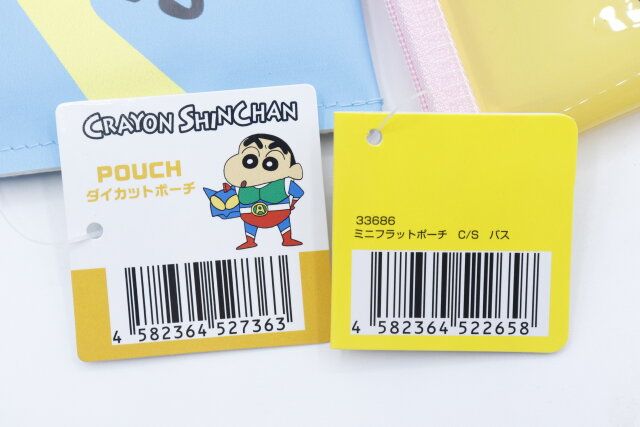 CRAYON SHINCHAN
POUCH
ダイカットポーチ
4 582364 527363
33686
ミニフラットポーチ C/S バス
4 582364 522658